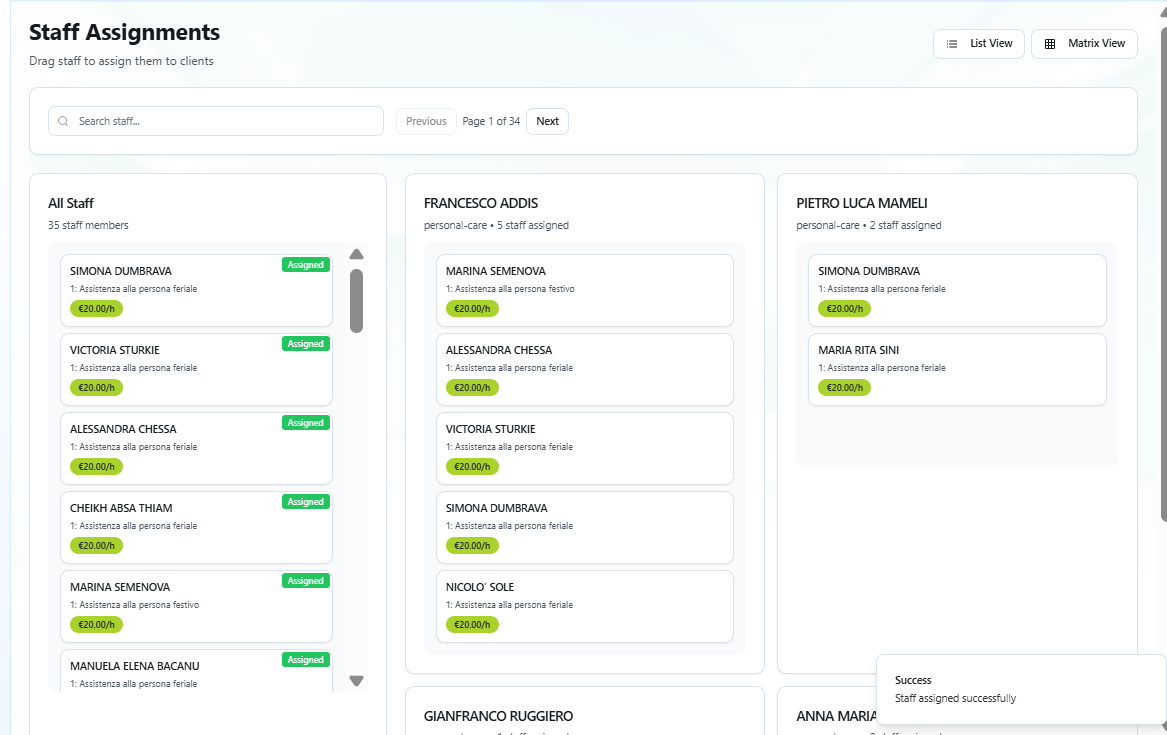 Staff Assignments
Drag staff to assign them to clients
List View
Matrix View
Search staff...
Previous
Page 1 of 34
Next
All Staff
35 staff members
SIMONA DUMBRAVA
Assigned
1: Assistenza alla persona feriale
€20.00/h
VICTORIA STURKIE
Assigned
1: Assistenza alla persona feriale
€20.00/h
ALESSANDRA CHESSA
Assigned
1: Assistenza alla persona feriale
€20.00/h
CHEIKH ABSA THIAM
Assigned
1: Assistenza alla persona feriale
€20.00/h
MARINA SEMENOVA
Assigned
1: Assistenza alla persona festivo
€20.00/h
MANUELA ELENA BACANU
Assigned
1: Assistenza alla persona feriale
FRANCESCO ADDIS
personal-care • 5 staff assigned
MARINA SEMENOVA
1: Assistenza alla persona festivo
€20.00/h
ALESSANDRA CHESSA
1: Assistenza alla persona feriale
€20.00/h
VICTORIA STURKIE
1: Assistenza alla persona feriale
€20.00/h
SIMONA DUMBRAVA
1: Assistenza alla persona feriale
€20.00/h
NICOLO' SOLE
1: Assistenza alla persona feriale
€20.00/h
PIETRO LUCA MAMELI
personal-care • 2 staff assigned
SIMONA DUMBRAVA
1: Assistenza alla persona feriale
€20.00/h
MARIA RITA SINI
1: Assistenza alla persona feriale
€20.00/h
GIANFRANCO RUGGIERO
ANNA MARIA
Success
Staff assigned successfully